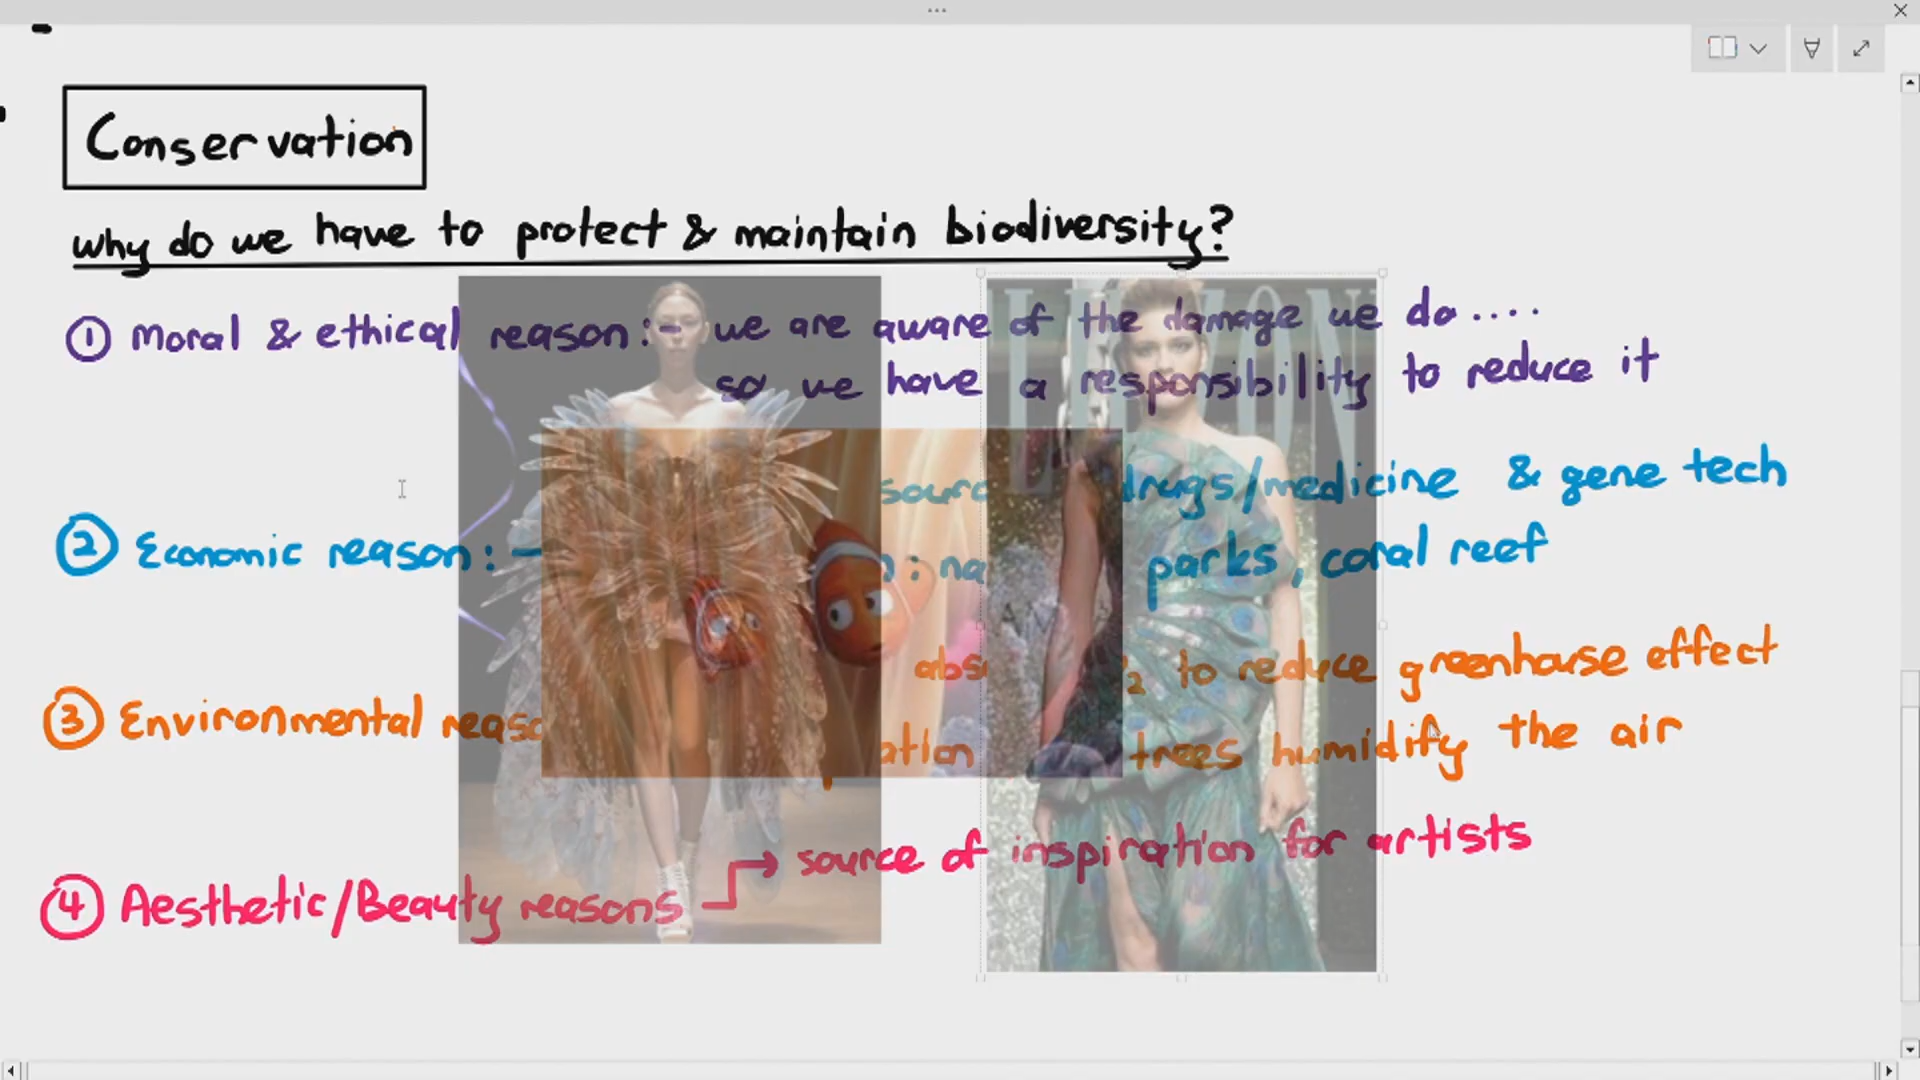 Conservation
why do we have to protect & maintain biodiversity?
① Moral & ethical reason :- we are aware of the damage we do ....
so we have a responsibility to reduce it
drugs/medicine & gene tech
② Economic reason : - : parks, coral reef
to reduce greenhouse effect
③ Environmental trees humidify the air
source of inspiration for artists
④ Aesthetic/Beauty reasons